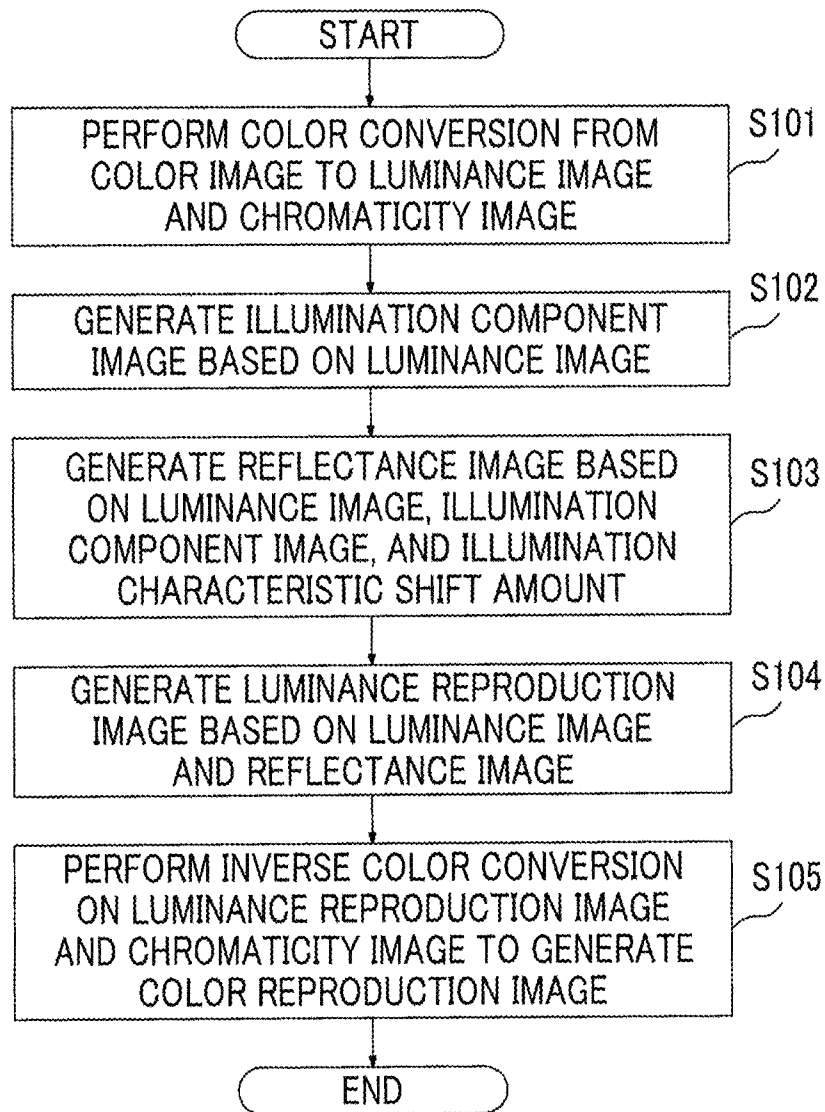 START
PERFORM COLOR CONVERSION FROM
COLOR IMAGE TO LUMINANCE IMAGE
AND CHROMATICITY IMAGE
S101
GENERATE ILLUMINATION COMPONENT
IMAGE BASED ON LUMINANCE IMAGE
S102
GENERATE REFLECTANCE IMAGE BASED
ON LUMINANCE IMAGE, ILLUMINATION
COMPONENT IMAGE, AND ILLUMINATION
CHARACTERISTIC SHIFT AMOUNT
S103
GENERATE LUMINANCE REPRODUCTION
IMAGE BASED ON LUMINANCE IMAGE
AND REFLECTANCE IMAGE
S104
PERFORM INVERSE COLOR CONVERSION
ON LUMINANCE REPRODUCTION IMAGE
AND CHROMATICITY IMAGE TO GENERATE
COLOR REPRODUCTION IMAGE
S105
END